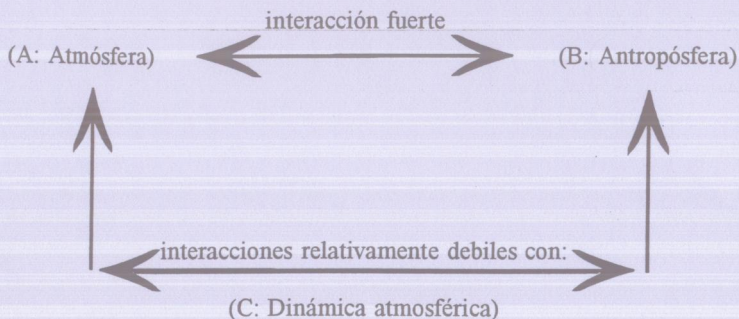 interacción fuerte
(A: Atmósfera) (B: Antropósfera)
interacciones relativamente debiles con:
(C: Dinámica atmosférica)